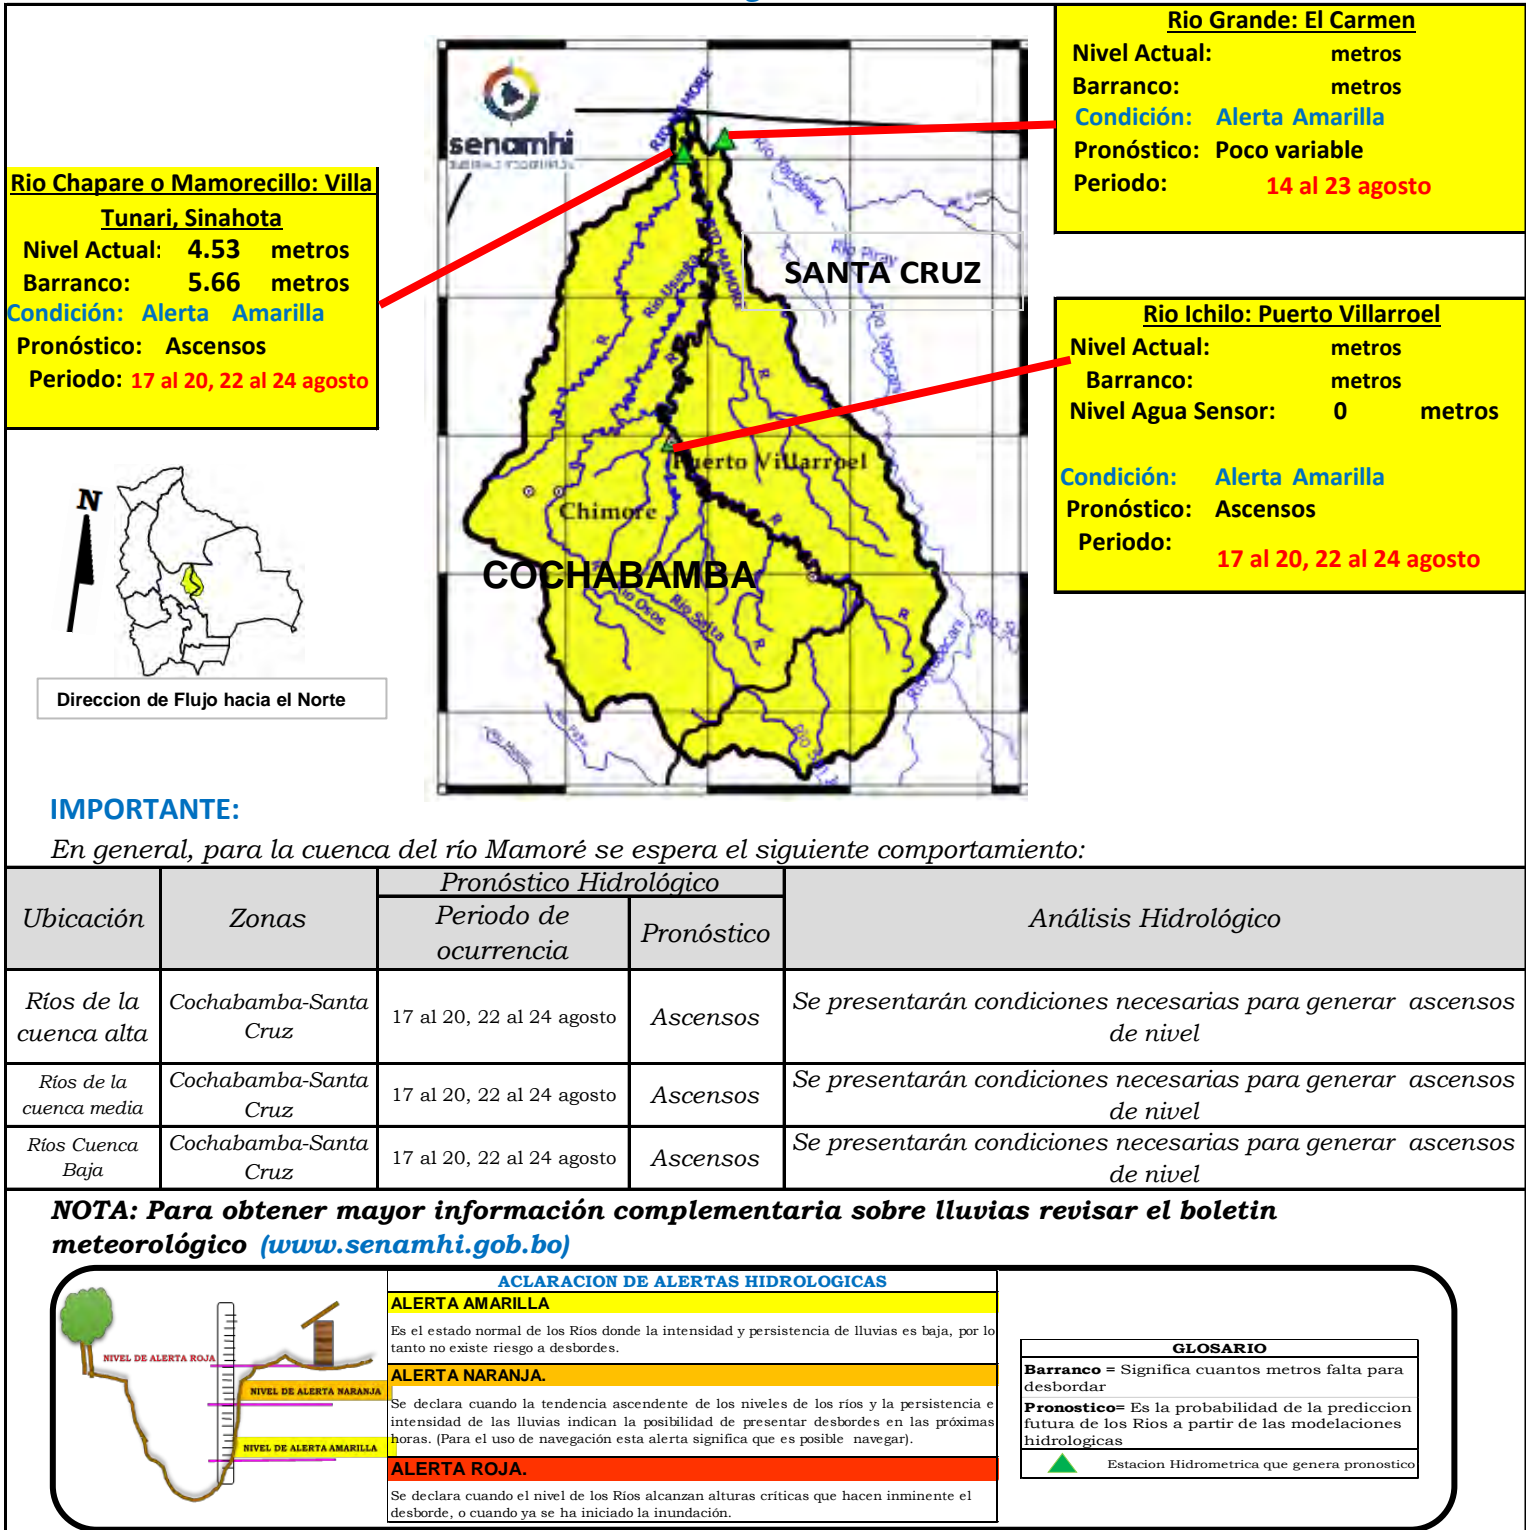 Rio Grande: El Carmen
Nivel Actual: metros
Barranco: metros
Condición: Alerta Amarilla
Pronóstico: Poco variable
Periodo: 14 al 23 agosto
Rio Chapare o Mamorecillo: Villa
Tunari, Sinahota
Nivel Actual: 4.53 metros
Barranco: 5.66 metros
Condición: Alerta Amarilla
Pronóstico: Ascensos
Periodo: 17 al 20, 22 al 24 agosto
Rio Ichilo: Puerto Villarroel
Nivel Actual: metros
Barranco: metros
Nivel Agua Sensor: 0 metros
Condición: Alerta Amarilla
Pronóstico: Ascensos
Periodo:
17 al 20, 22 al 24 agosto
senamhi
RIO MAMORE
Rio Yapacani
RIO MAMORE
Rio Piray
SANTA CRUZ
R
R
R
R
Rio Yapacani
Puerto Villarroel
Chimore
COCHABAMBA
Rio Osos
Rio Salta
R
R
Rio Yapacani
N
Direccion de Flujo hacia el Norte
IMPORTANTE:
En general, para la cuenca del río Mamoré se espera el siguiente comportamiento:
Ubicación
Zonas
Pronóstico Hidrológico
Periodo de
ocurrencia
Pronóstico
Análisis Hidrológico
Ríos de la
cuenca alta
Cochabamba-Santa
Cruz
17 al 20, 22 al 24 agosto
Ascensos
Se presentarán condiciones necesarias para generar ascensos
de nivel
Ríos de la
cuenca media
Cochabamba-Santa
Cruz
17 al 20, 22 al 24 agosto
Ascensos
Se presentarán condiciones necesarias para generar ascensos
de nivel
Ríos Cuenca
Baja
Cochabamba-Santa
Cruz
17 al 20, 22 al 24 agosto
Ascensos
Se presentarán condiciones necesarias para generar ascensos
de nivel
NOTA: Para obtener mayor información complementaria sobre lluvias revisar el boletin
meteorológico (www.senamhi.gob.bo)
NIVEL DE ALERTA ROJA
NIVEL DE ALERTA NARANJA
NIVEL DE ALERTA AMARILLA
ACLARACION DE ALERTAS HIDROLOGICAS
ALERTA AMARILLA
Es el estado normal de los Ríos donde la intensidad y persistencia de lluvias es baja, por lo
tanto no existe riesgo a desbordes.
ALERTA NARANJA.
Se declara cuando la tendencia ascendente de los niveles de los ríos y la persistencia e
intensidad de las lluvias indican la posibilidad de presentar desbordes en las próximas
horas. (Para el uso de navegación esta alerta significa que es posible navegar).
ALERTA ROJA.
Se declara cuando el nivel de los Ríos alcanzan alturas críticas que hacen inminente el
desborde, o cuando ya se ha iniciado la inundación.
GLOSARIO
Barranco = Significa cuantos metros falta para
desbordar
Pronostico= Es la probabilidad de la prediccion
futura de los Rios a partir de las modelaciones
hidrologicas
Estacion Hidrometrica que genera pronostico